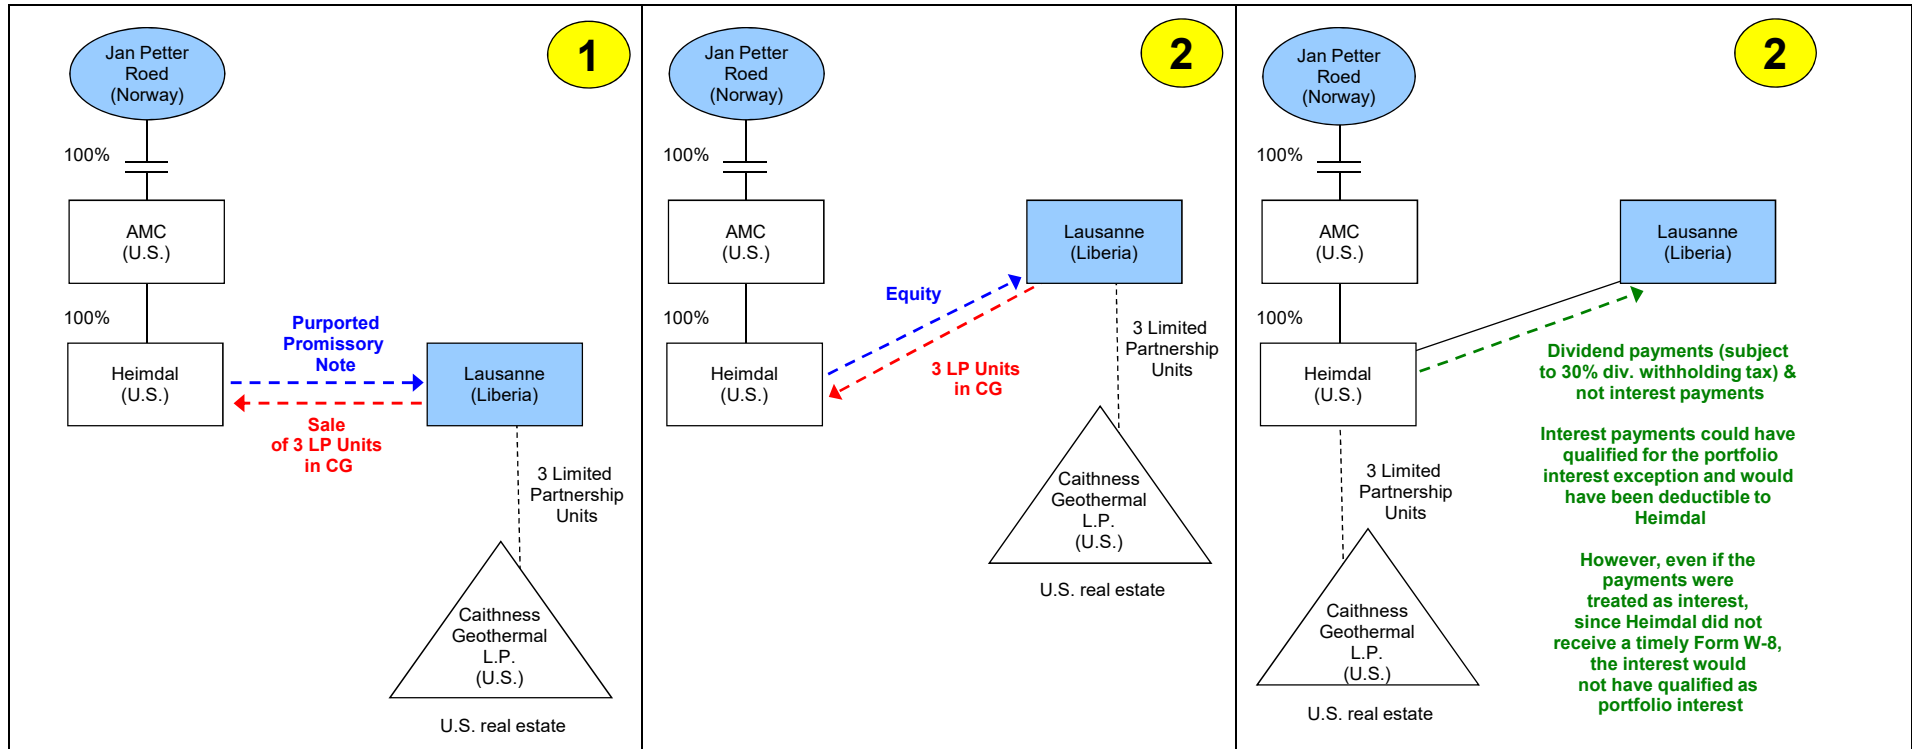 Jan Petter
Roed
(Norway)
1
100%
AMC
(U.S.)
100%
Purported
Promissory
Note
Heimdal
(U.S.)
Lausanne
(Liberia)
Sale
of 3 LP Units
in CG
3 Limited
Partnership
Units
Caithness
Geothermal
L.P.
(U.S.)
U.S. real estate
Jan Petter
Roed
(Norway)
2
100%
AMC
(U.S.)
Lausanne
(Liberia)
Equity
100%
3 LP Units
in CG
3 Limited
Partnership
Units
Heimdal
(U.S.)
Caithness
Geothermal
L.P.
(U.S.)
U.S. real estate
Jan Petter
Roed
(Norway)
2
100%
AMC
(U.S.)
Lausanne
(Liberia)
100%
Heimdal
(U.S.)
Dividend payments (subject
to 30% div. withholding tax) &
not interest payments
Interest payments could have
qualified for the portfolio
interest exception and would
have been deductible to
Heimdal
3 Limited
Partnership
Units
However, even if the
payments were
treated as interest,
since Heimdal did not
receive a timely Form W-8,
the interest would
not have qualified as
portfolio interest
Caithness
Geothermal
L.P.
(U.S.)
U.S. real estate